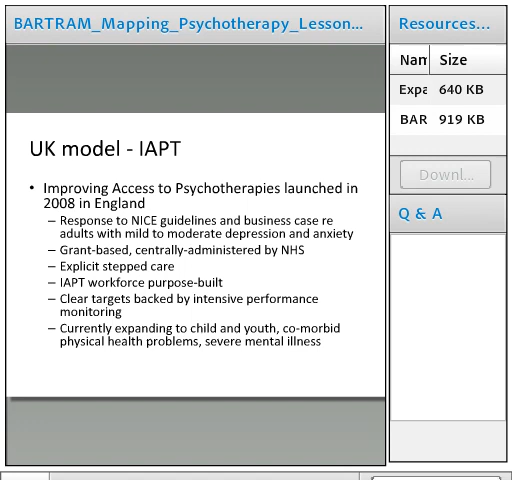 BARTRAM_Mapping_Psychotherapy_Lesson...
UK model - IAPT
• Improving Access to Psychotherapies launched in
2008 in England
– Response to NICE guidelines and business case re
adults with mild to moderate depression and anxiety
– Grant-based, centrally-administered by NHS
– Explicit stepped care
– IAPT workforce purpose-built
– Clear targets backed by intensive performance
monitoring
– Currently expanding to child and youth, co-morbid
physical health problems, severe mental illness
Resources...
Nam Size
Expa 640 KB
BAR 919 KB
Downl...
Q & A